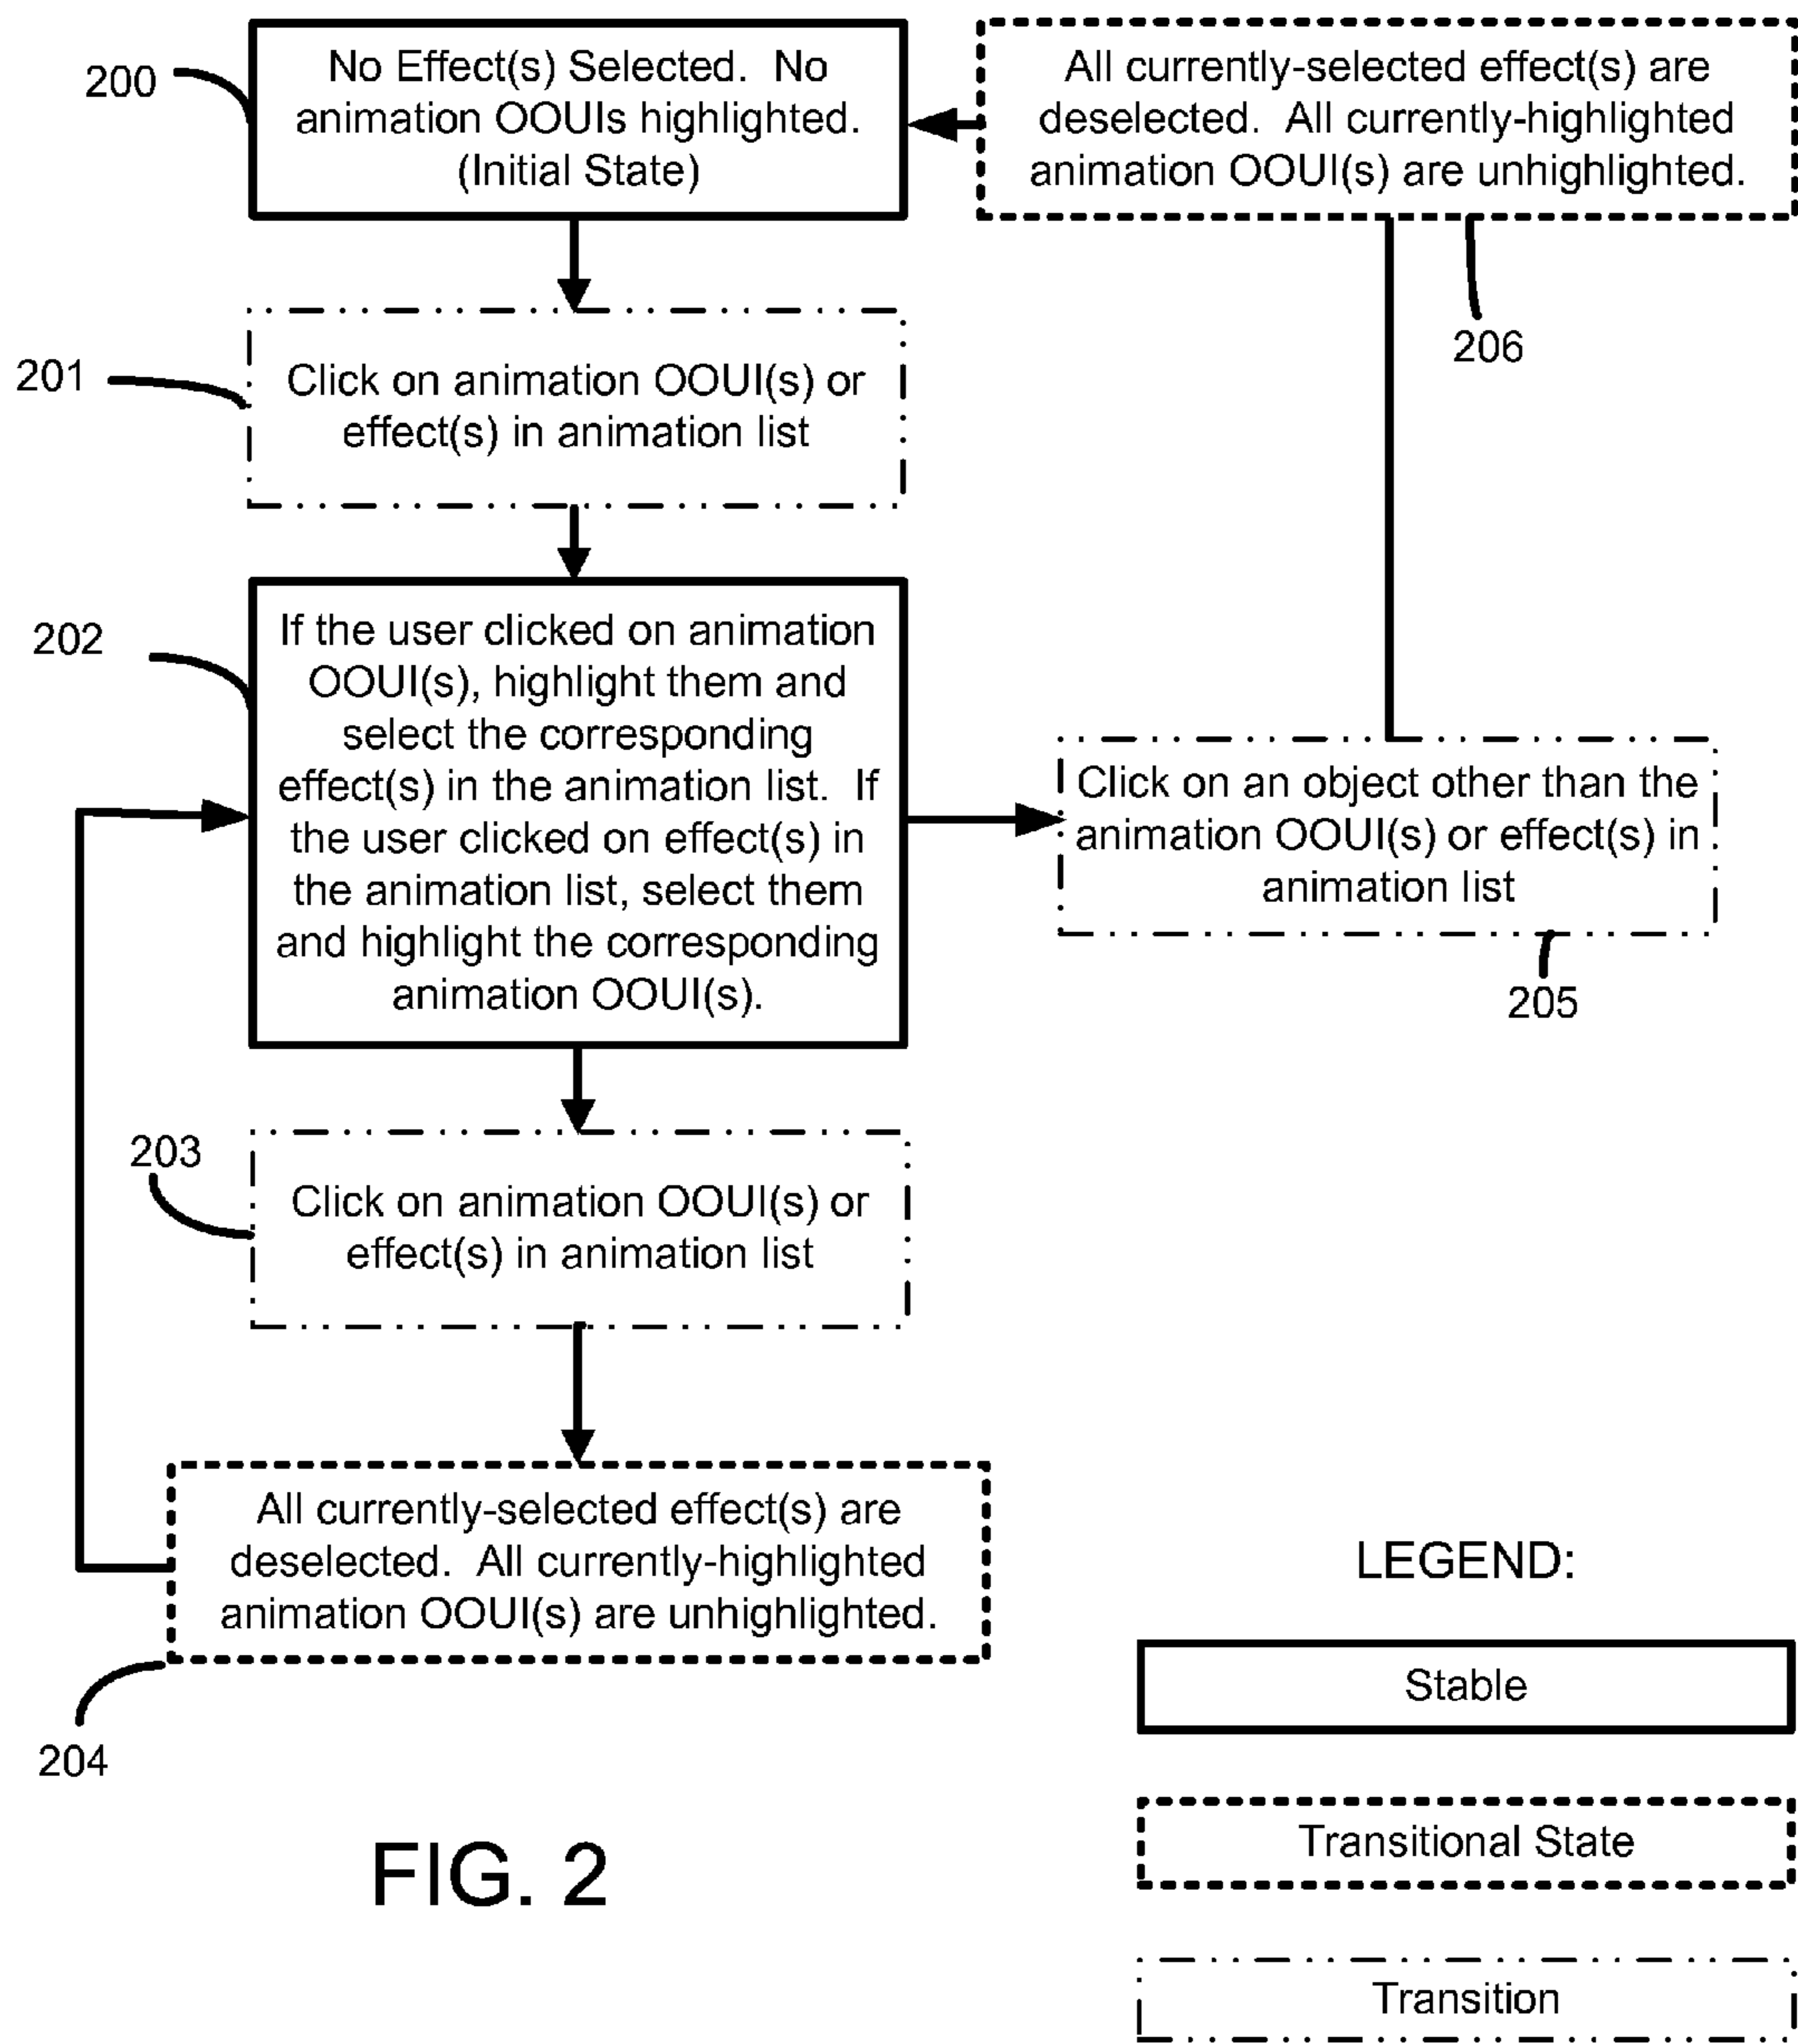 200
No Effect(s) Selected.  No
animation OOUIs highlighted.
(Initial State)
All currently-selected effect(s) are
deselected.  All currently-highlighted
animation OOUI(s) are unhighlighted.
206
201
Click on animation OOUI(s) or
effect(s) in animation list
202
If the user clicked on animation
OOUI(s), highlight them and
select the corresponding
effect(s) in the animation list.  If
the user clicked on effect(s) in
the animation list, select them
and highlight the corresponding
animation OOUI(s).
Click on an object other than the
animation OOUI(s) or effect(s) in
animation list
205
203
Click on animation OOUI(s) or
effect(s) in animation list
All currently-selected effect(s) are
deselected.  All currently-highlighted
animation OOUI(s) are unhighlighted.
204
FIG. 2
LEGEND:
Stable
Transitional State
Transition